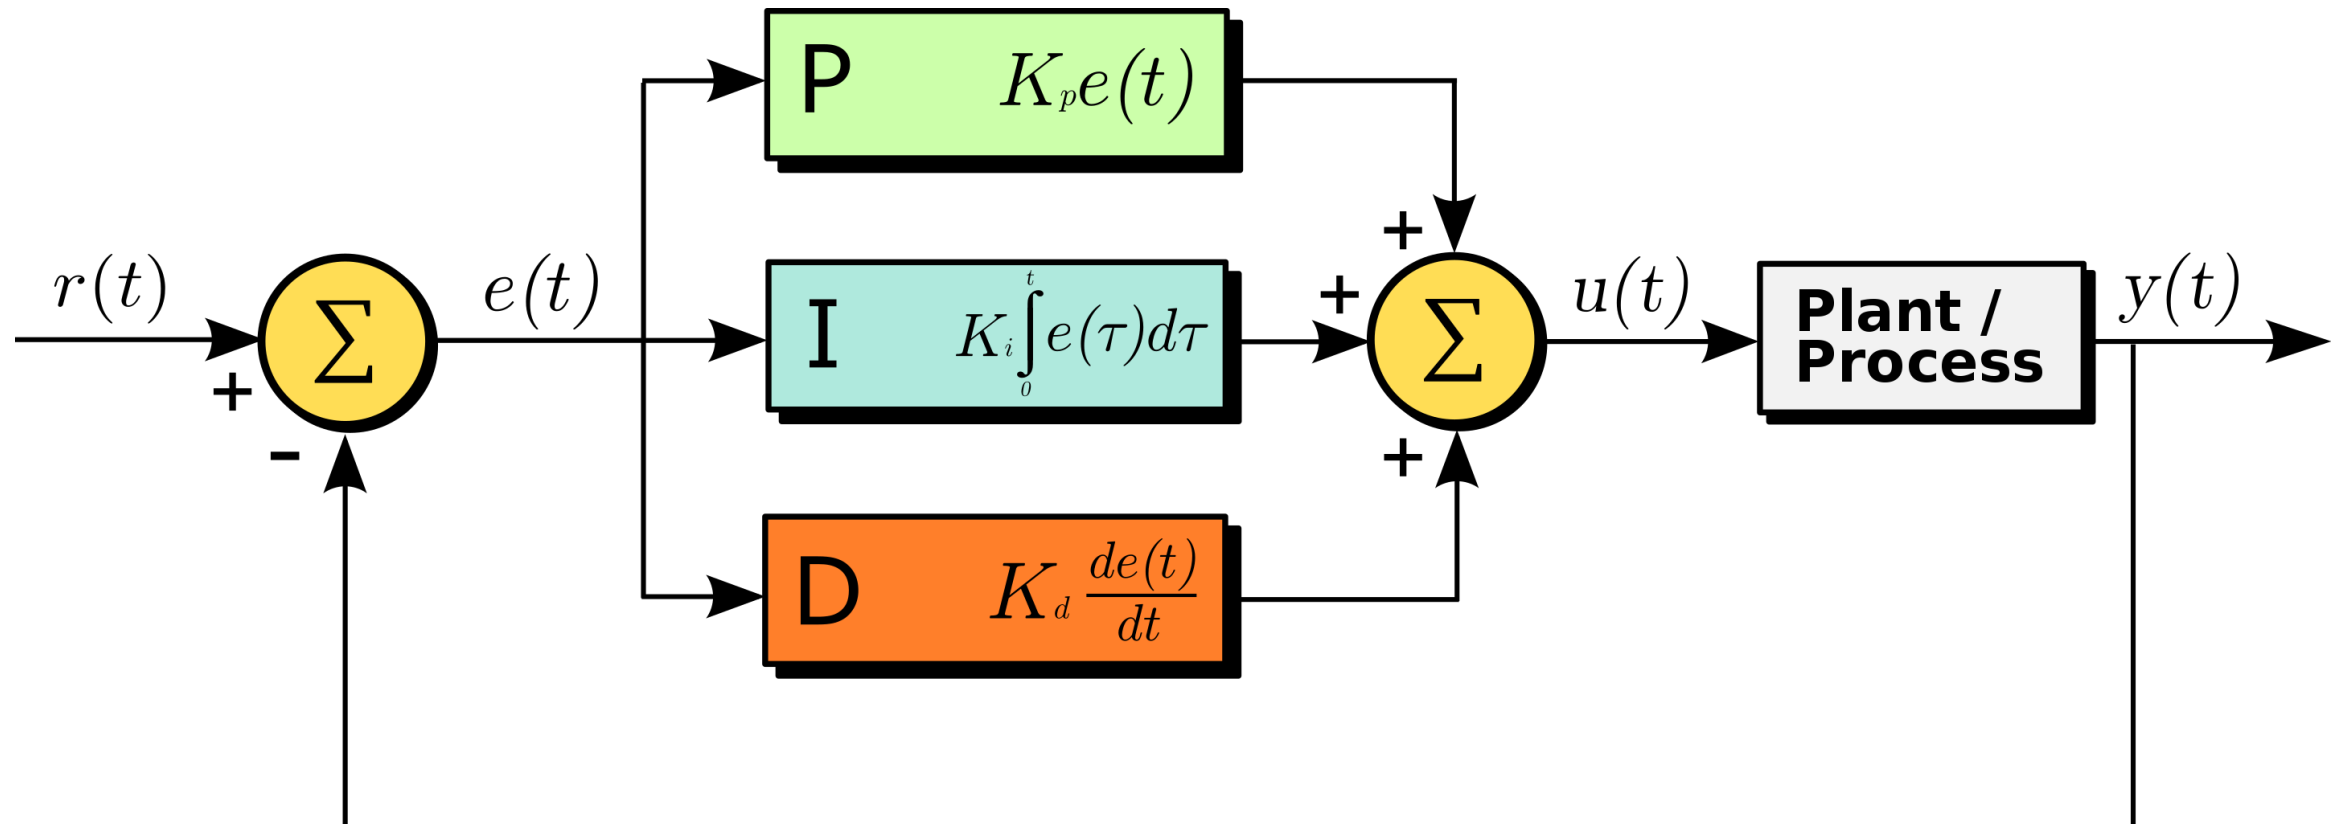 P K_p e(t)
r(t)
+
-
Σ
e(t)
I K_i ∫_0^t e(τ)dτ
D K_d de(t)/dt
+
+
+
Σ
u(t)
Plant /
Process
y(t)